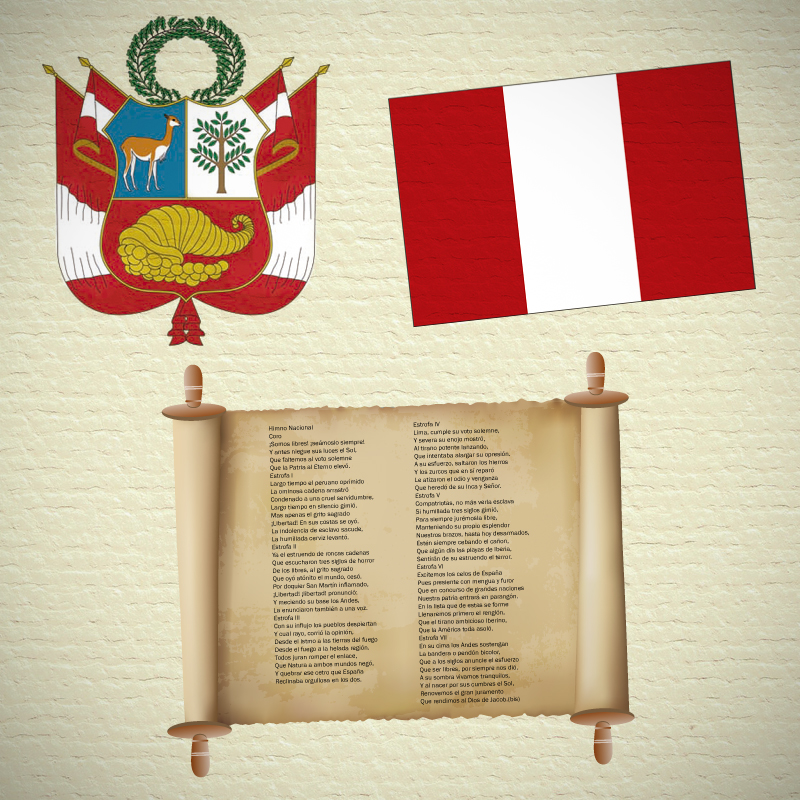 Himno Nacional
Coro
¡Somos libres! ¡seámoslo siempre!
Y antes niegue sus luces el Sol,
Que faltemos al voto solemne
Que la Patria al Eterno elevó.
Estrofa I
Largo tiempo el peruano oprimido
La ominosa cadena arrastró
Condenado a una cruel servidumbre,
Largo tiempo en silencio gimió.
Mas apenas el grito sagrado
¡Libertad! En sus costas se oyó,
La indolencia de esclavo sacude,
La humillada cerviz levantó.
Estrofa II
Ya el estruendo de roncas cadenas
Que escucharon tres siglos de horror
De los libres, al grito sagrado
Que oyó atónito el mundo, cesó.
Por doquier San Martín inflamado,
¡Libertad! ¡libertad! pronunció;
Y meciendo su base los Andes,
La enunciaron también a una voz.
Estrofa III
Con su influjo los pueblos despiertan
Y cual rayo, corrió la opinión,
Desde el istmo a las tierras del fuego
Desde el fuego a la helada región.
Todos juran romper el enlace,
Que Natura a ambos mundos negó,
Y quebrar ese cetro que España
Reclinaba orgullosa en los dos.
Estrofa IV
Lima, cumple su voto solemne,
Y severa su enojo mostró,
Al tirano potente lanzando,
Que intentaba alargar su opresión.
A su esfuerzo, saltaron los hierros
Y los zurcos que en sí reparó
Le atizaron el odio y venganza
Que heredó de su Inca y Señor.
Estrofa V
Compatriotas, no más verla esclava
Si humillada tres siglos gimió,
Para siempre jurémosla libre,
Manteniendo su propio esplendor
Nuestros brazos, hasta hoy desarmados,
Estén siempre cebando el cañón,
Que algún día las playas de Iberia,
Sentirán de su estruendo el terror.
Estrofa VI
Excitemos los celos de España
Pues presiente con mengua y furor
Que en concurso de grandes naciones
Nuestra patria entrará en parangón.
En la lista que de éstas se forme
Llenaremos primero el renglón,
Que el tirano ambicioso Iberino,
Que la América toda asoló.
Estrofa VII
En su cima los Andes sostengan
La bandera o pendón bicolor,
Que a los siglos anuncie el esfuerzo
Que ser libres, por siempre nos dió.
A su sombra vivamos tranquilos,
Y al nacer por sus cumbres el Sol,
Renovemos el gran juramento
Que rendimos al Dios de Jacob.(bis)